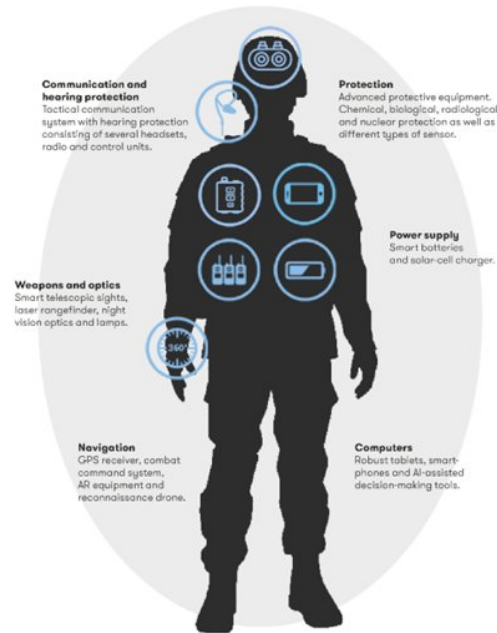 Communication and
hearing protection
Tactical communication
system with hearing protection
consisting of several headsets,
radio and control units.
Protection
Advanced protective equipment.
Chemical, biological, radiological
and nuclear protection as well as
different types of sensor.
Power supply
Smart batteries
and solar-cell charger.
Weapons and optics
Smart telescopic sights,
laser rangefinder, night
vision optics and lamps.
360°
Navigation
GPS receiver, combat
command system,
AR equipment and
reconnaissance drone.
Computers
Robust tablets, smart-
phones and AI-assisted
decision-making tools.